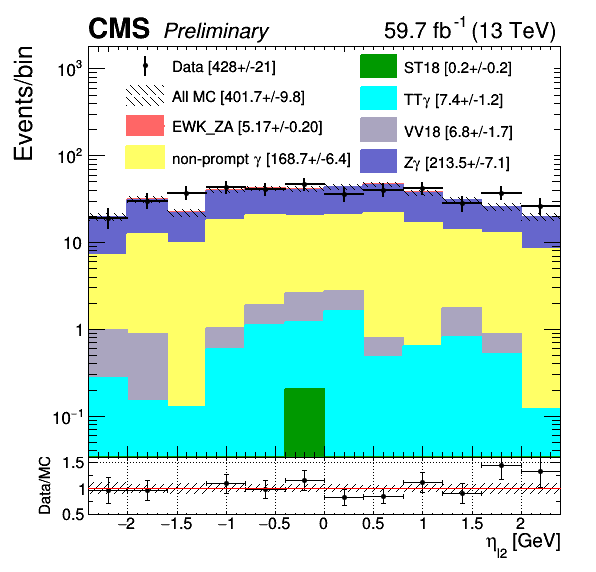 CMS Preliminary 59.7 fb⁻¹ (13 TeV)
Events/bin
Data [428+/-21]
All MC [401.7+/-9.8]
EWK_ZA [5.17+/-0.20]
non-prompt γ [168.7+/-6.4]
ST18 [0.2+/-0.2]
TTγ [7.4+/-1.2]
VV18 [6.8+/-1.7]
Zγ [213.5+/-7.1]
10³
10²
10
1
10⁻¹
Data/MC
1.5
1
0.5
−2 −1.5 −1 −0.5 0 0.5 1 1.5 2
η_l2 [GeV]